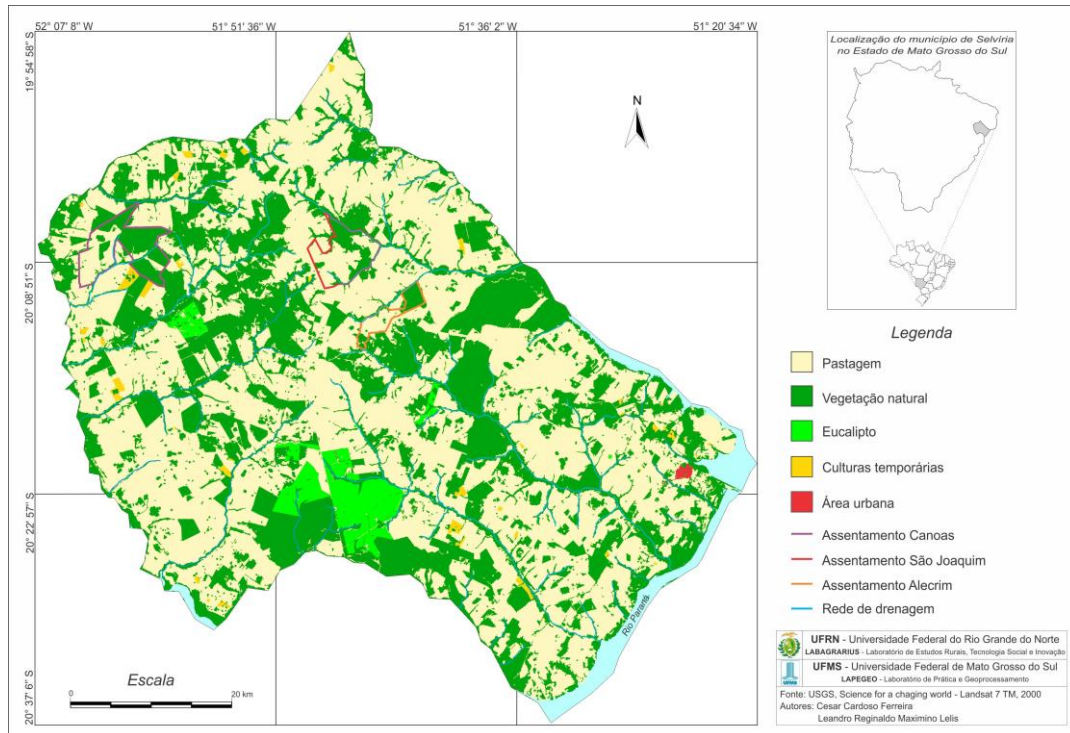 52° 07' 8'' W
51° 51' 36'' W
51° 36' 2'' W
51° 20' 34'' W
19° 54' 58'' S
20° 08' 51'' S
20° 22' 57'' S
20° 37' 6'' S
N
Rio Paraná
Escala
0
20 km
Localização do município de Selvíria
no Estado de Mato Grosso do Sul
Legenda
Pastagem
Vegetação natural
Eucalipto
Culturas temporárias
Área urbana
Assentamento Canoas
Assentamento São Joaquim
Assentamento Alecrim
Rede de drenagem
UFRN - Universidade Federal do Rio Grande do Norte
LABAGRARIUS - Laboratório de Estudos Rurais, Tecnologia Social e Inovação
UFMS
UFMS - Universidade Federal de Mato Grosso do Sul
LAPEGEO - Laboratório de Prática e Geoprocessamento
Fonte: USGS, Science for a chaging world - Landsat 7 TM, 2000
Autores: Cesar Cardoso Ferreira
Leandro Reginaldo Maximino Lelis